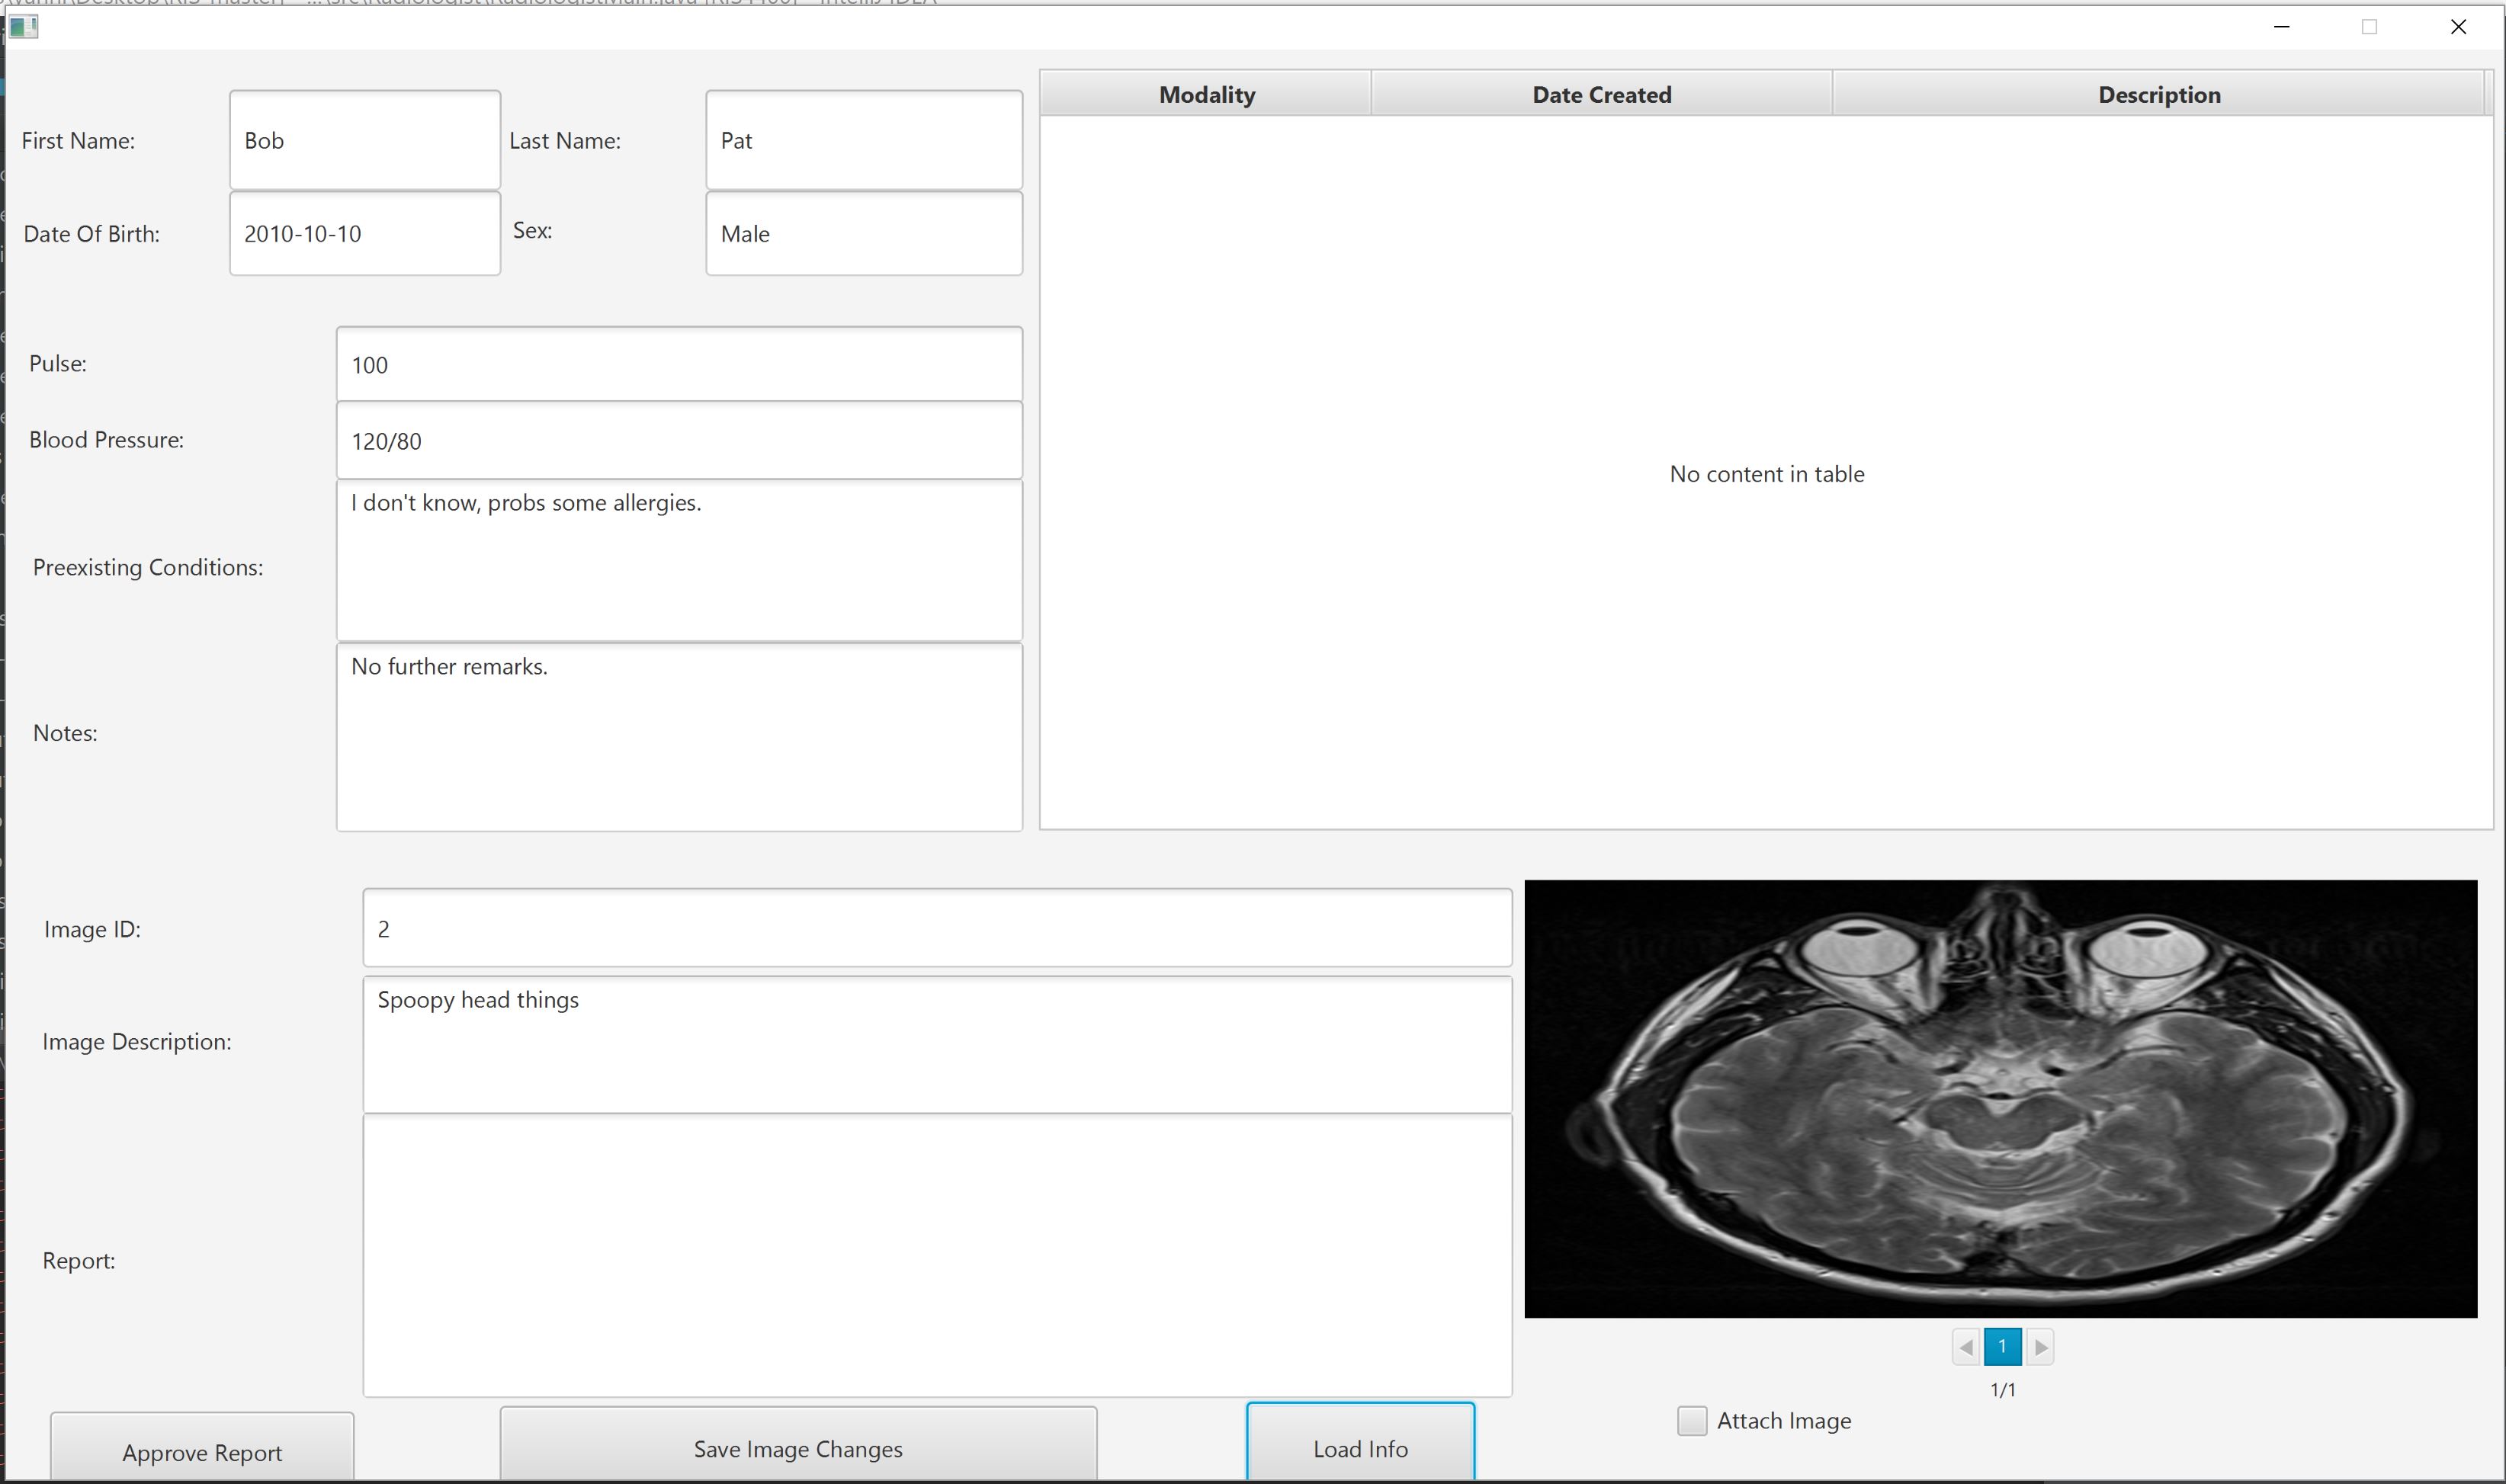 First Name: Bob Last Name: Pat
Date Of Birth: 2010-10-10 Sex: Male
Pulse: 100
Blood Pressure: 120/80
Preexisting Conditions: I don't know, probs some allergies.
Notes: No further remarks.
Modality Date Created Description
No content in table
Image ID: 2
Image Description: Spoopy head things
Report:
1
1/1
Attach Image
Approve Report Save Image Changes Load Info